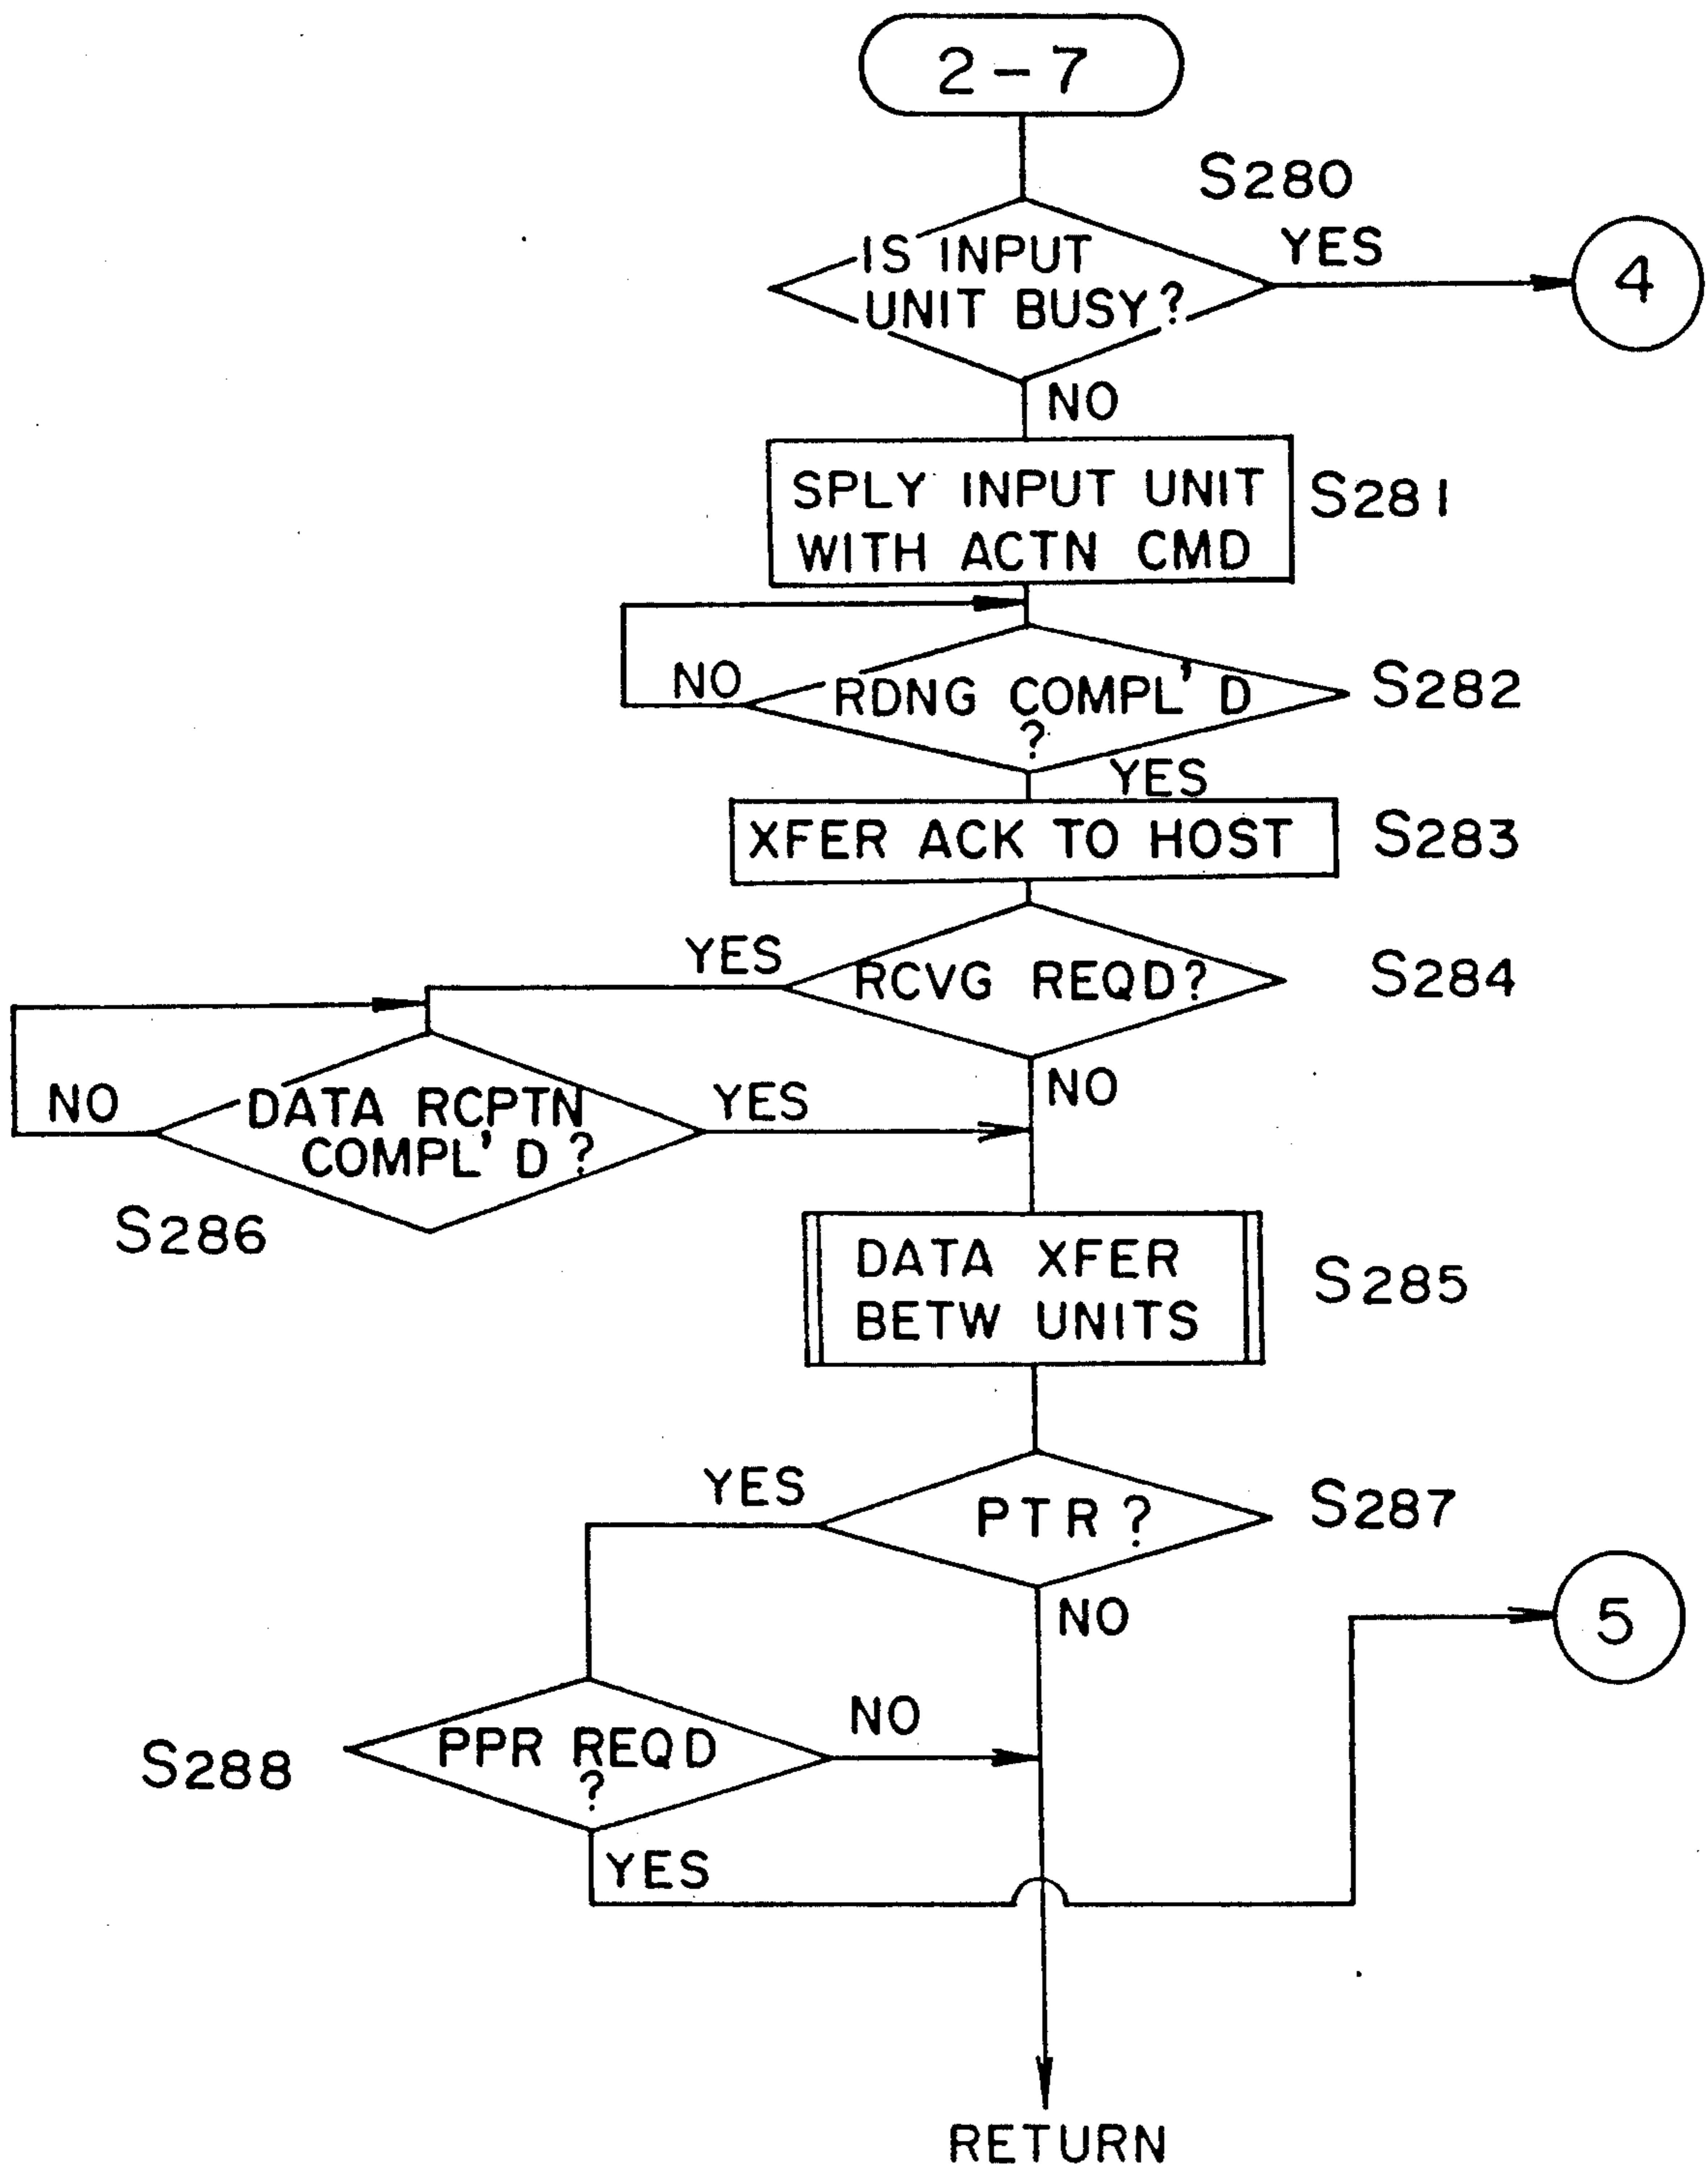 2-7
S280
IS INPUT
UNIT BUSY?
YES
4
NO
SPLY INPUT UNIT
WITH ACTN CMD
S281
NO
RDNG COMPL'D
?
S282
YES
XFER ACK TO HOST
S283
YES
RCVG REQD?
S284
NO
NO
DATA RCPTN
COMPL'D?
YES
S286
DATA XFER
BETW UNITS
S285
YES
PTR?
S287
NO
5
S288
PPR REQD
?
NO
YES
RETURN